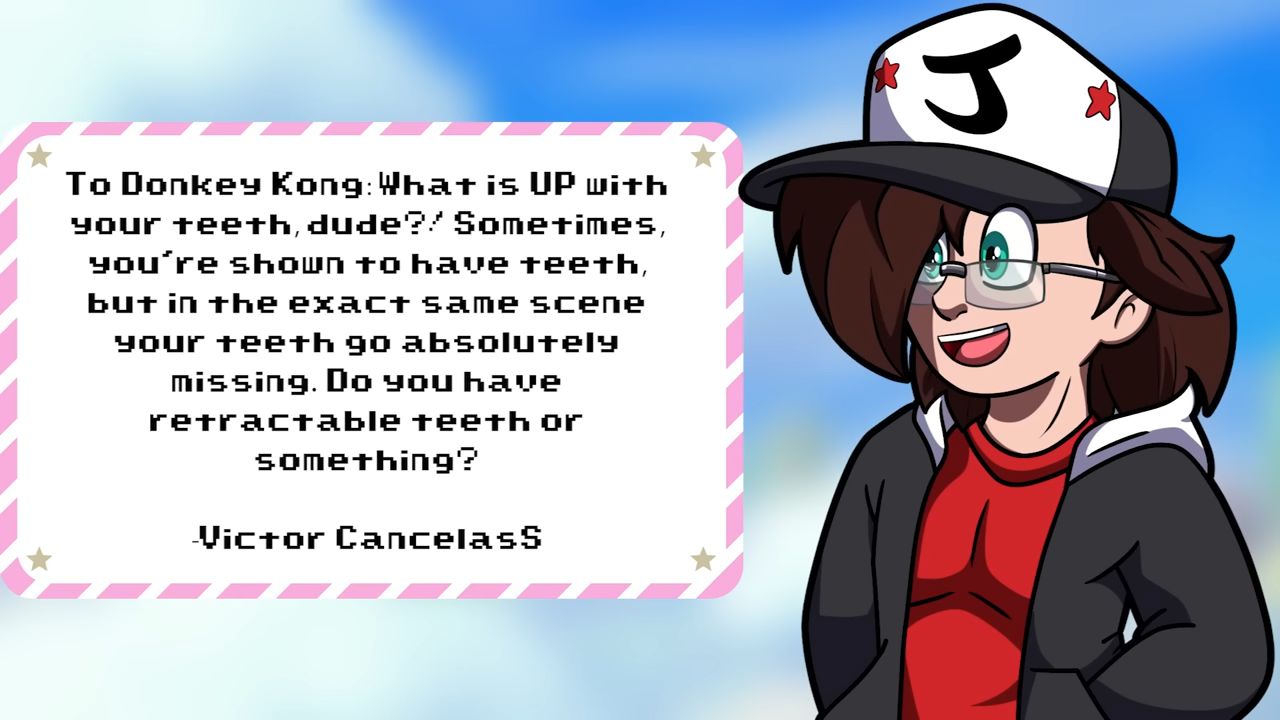 J
To Donkey Kong: What is UP with
your teeth, dude?! Sometimes,
you're shown to have teeth,
but in the exact same scene
your teeth go absolutely
missing. Do you have
retractable teeth or
something?
-Victor CancelasS